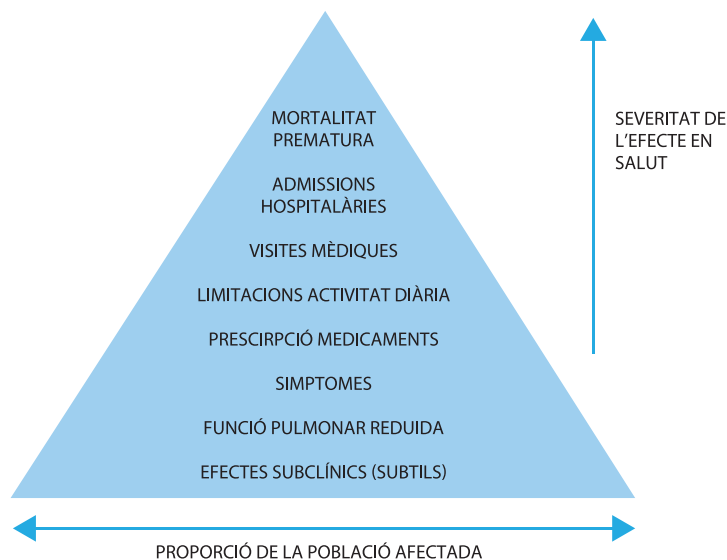 MORTALITAT
PREMATURA
ADMISSIONS
HOSPITALÀRIES
VISITES MÈDIQUES
LIMITACIONS ACTIVITAT DIÀRIA
PRESCIRPCIÓ MEDICAMENTS
SIMPTOMES
FUNCIÓ PULMONAR REDUIDA
EFECTES SUBCLÍNICS (SUBTILS)
SEVERITAT DE
L'EFECTE EN
SALUT
PROPORCIÓ DE LA POBLACIÓ AFECTADA